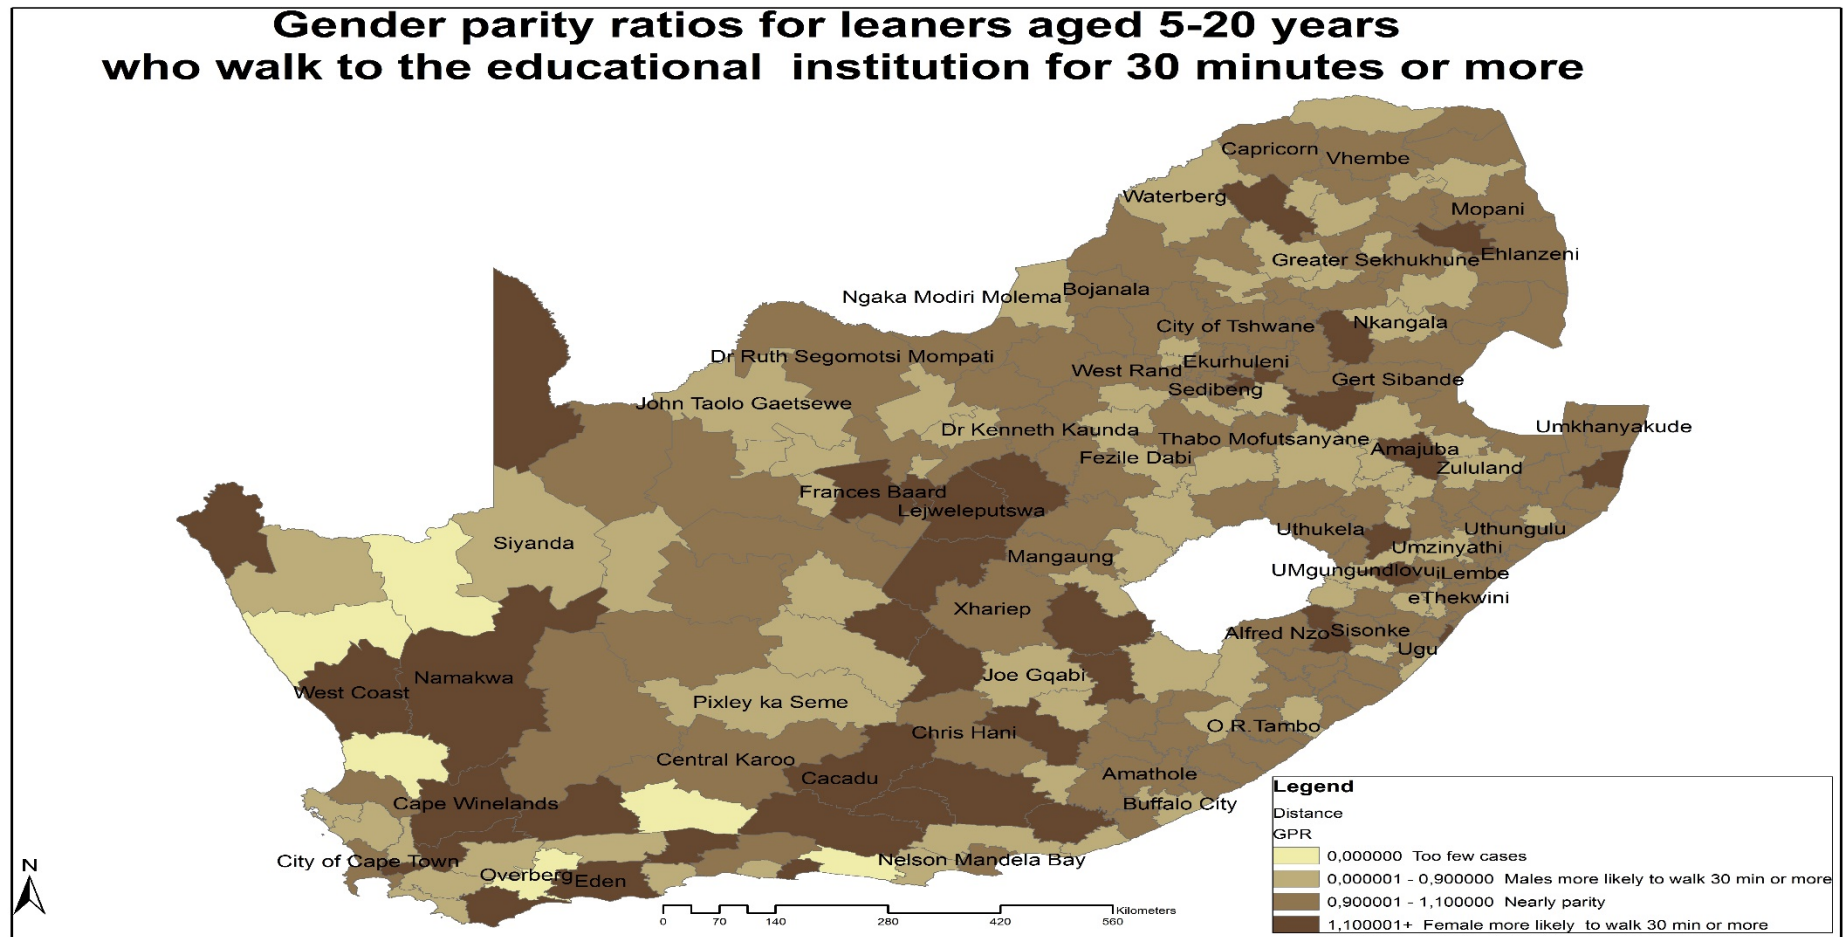 Gender parity ratios for leaners aged 5-20 years
who walk to the educational institution for 30 minutes or more
Capricorn
Vhembe
Waterberg
Mopani
Greater Sekhukhune
Ehlanzeni
Ngaka Modiri Molema
Bojanala
City of Tshwane
Nkangala
Dr Ruth Segomotsi Mompati
West Rand
Ekurhuleni
Sedibeng
Gert Sibande
John Taolo Gaetsewe
Dr Kenneth Kaunda
Thabo Mofutsanyane
Umkhanyakude
Fezile Dabi
Amajuba
Zululand
Frances Baard
Lejweleputswa
Siyanda
Mangaung
Uthukela
Uthungulu
Umzinyathi
UMgungundlovu
iLembe
eThekwini
Xhariep
Alfred Nzo
Sisonke
Ugu
West Coast
Namakwa
Joe Gqabi
Pixley ka Seme
Chris Hani
O.R.Tambo
Central Karoo
Cacadu
Amathole
Cape Winelands
Buffalo City
City of Cape Town
Overberg
Eden
Nelson Mandela Bay
N
0 70 140 280 420 560
Kilometers
Legend
Distance
GPR
0,000000 Too few cases
0,000001 - 0,900000 Males more likely to walk 30 min or more
0,900001 - 1,100000 Nearly parity
1,100001+ Female more likely to walk 30 min or more